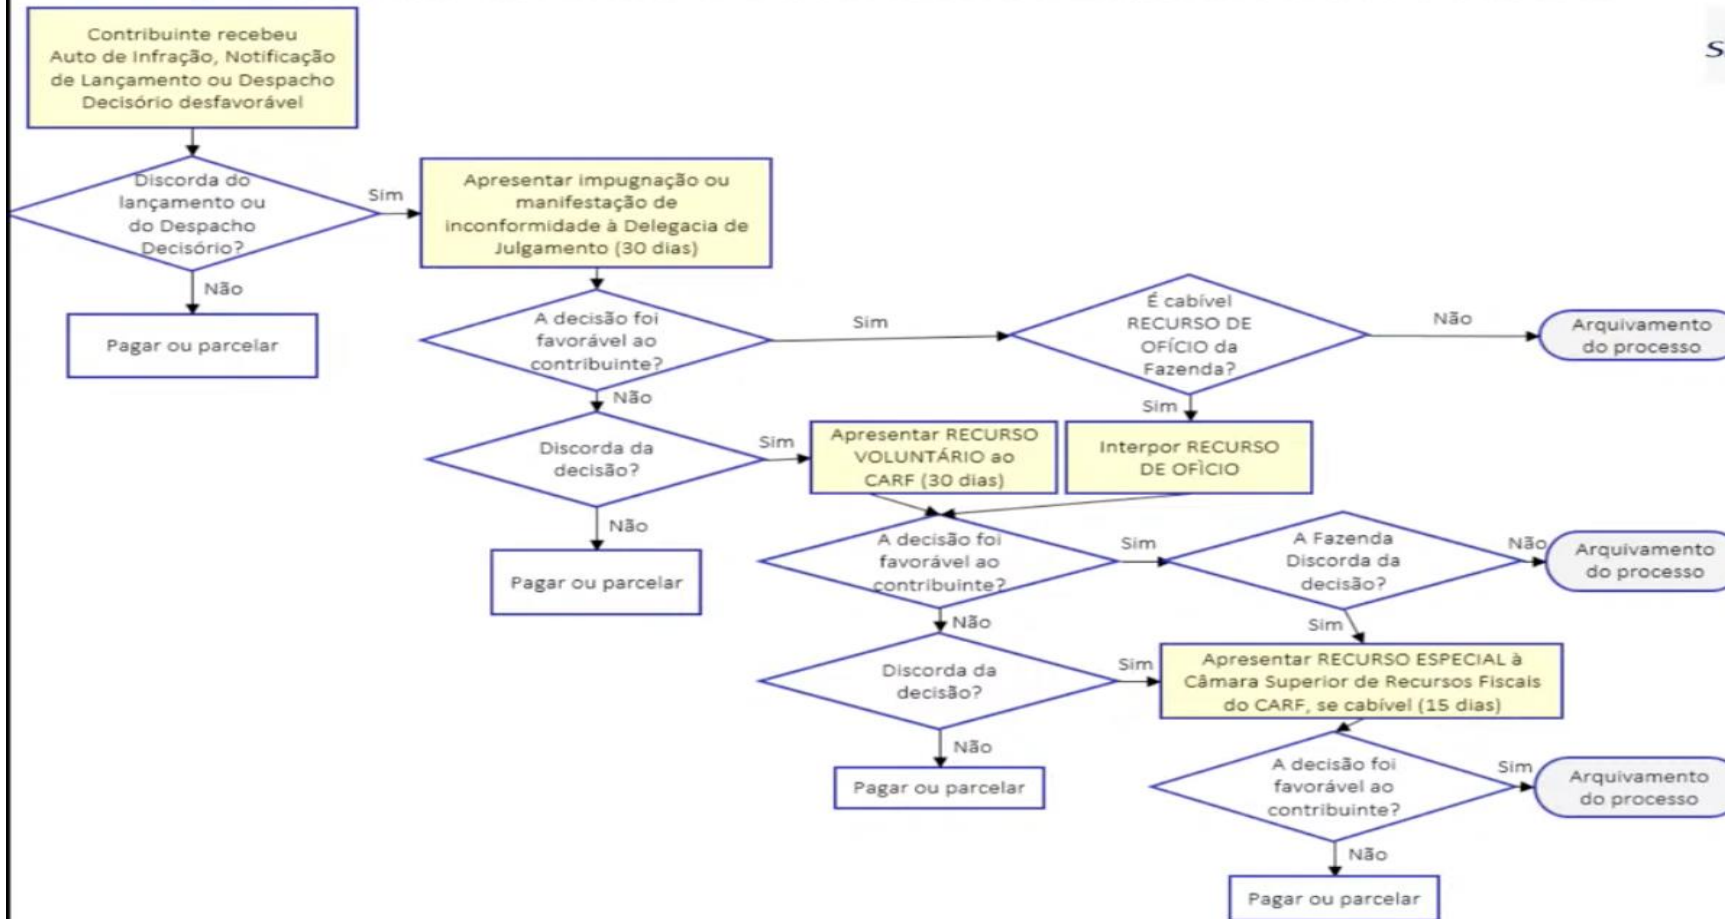 Contribuinte recebeu
Auto de Infração, Notificação
de Lançamento ou Despacho
Decisório desfavorável
Discorda do
lançamento ou
do Despacho
Decisório?
Sim
Apresentar impugnação ou
manifestação de
inconformidade à Delegacia de
Julgamento (30 dias)
Não
Pagar ou parcelar
A decisão foi
favorável ao
contribuinte?
Sim
É cabível
RECURSO DE
OFÍCIO da
Fazenda?
Não
Arquivamento
do processo
Não
Sim
Discorda da
decisão?
Sim
Apresentar RECURSO
VOLUNTÁRIO ao
CARF (30 dias)
Interpor RECURSO
DE OFÌCIO
Não
Pagar ou parcelar
A decisão foi
favorável ao
contribuinte?
Sim
A Fazenda
Discorda da
decisão?
Não
Arquivamento
do processo
Não
Sim
Discorda da
decisão?
Sim
Apresentar RECURSO ESPECIAL à
Câmara Superior de Recursos Fiscais
do CARF, se cabível (15 dias)
Não
Pagar ou parcelar
A decisão foi
favorável ao
contribuinte?
Sim
Arquivamento
do processo
Não
Pagar ou parcelar